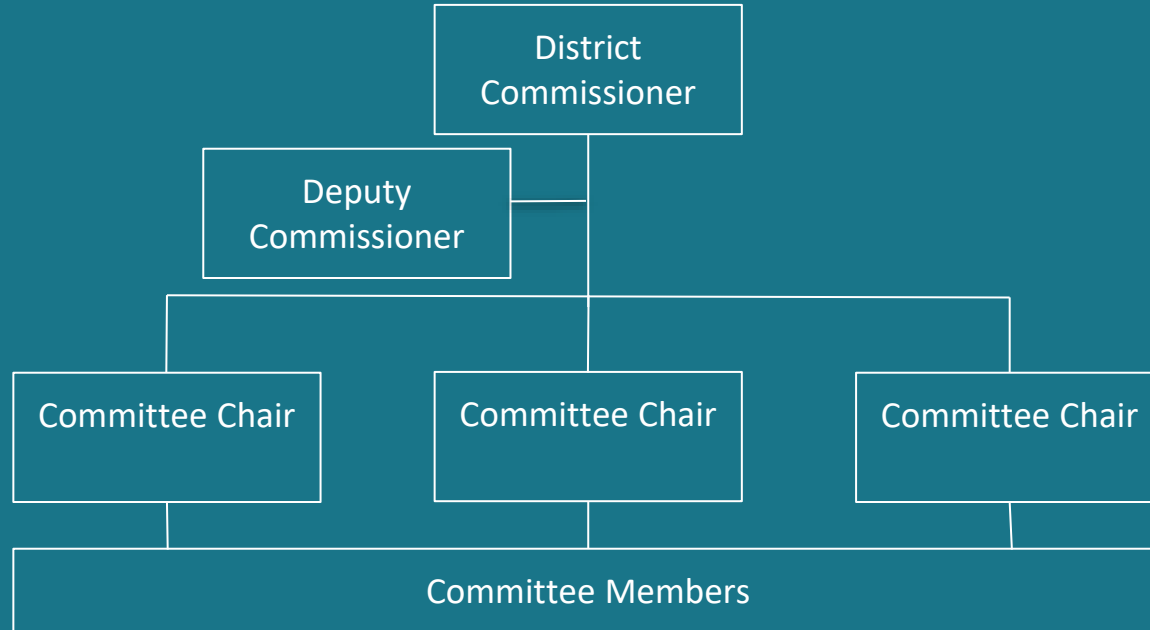 District
Commissioner
Deputy
Commissioner
Committee Chair
Committee Chair
Committee Chair
Committee Members